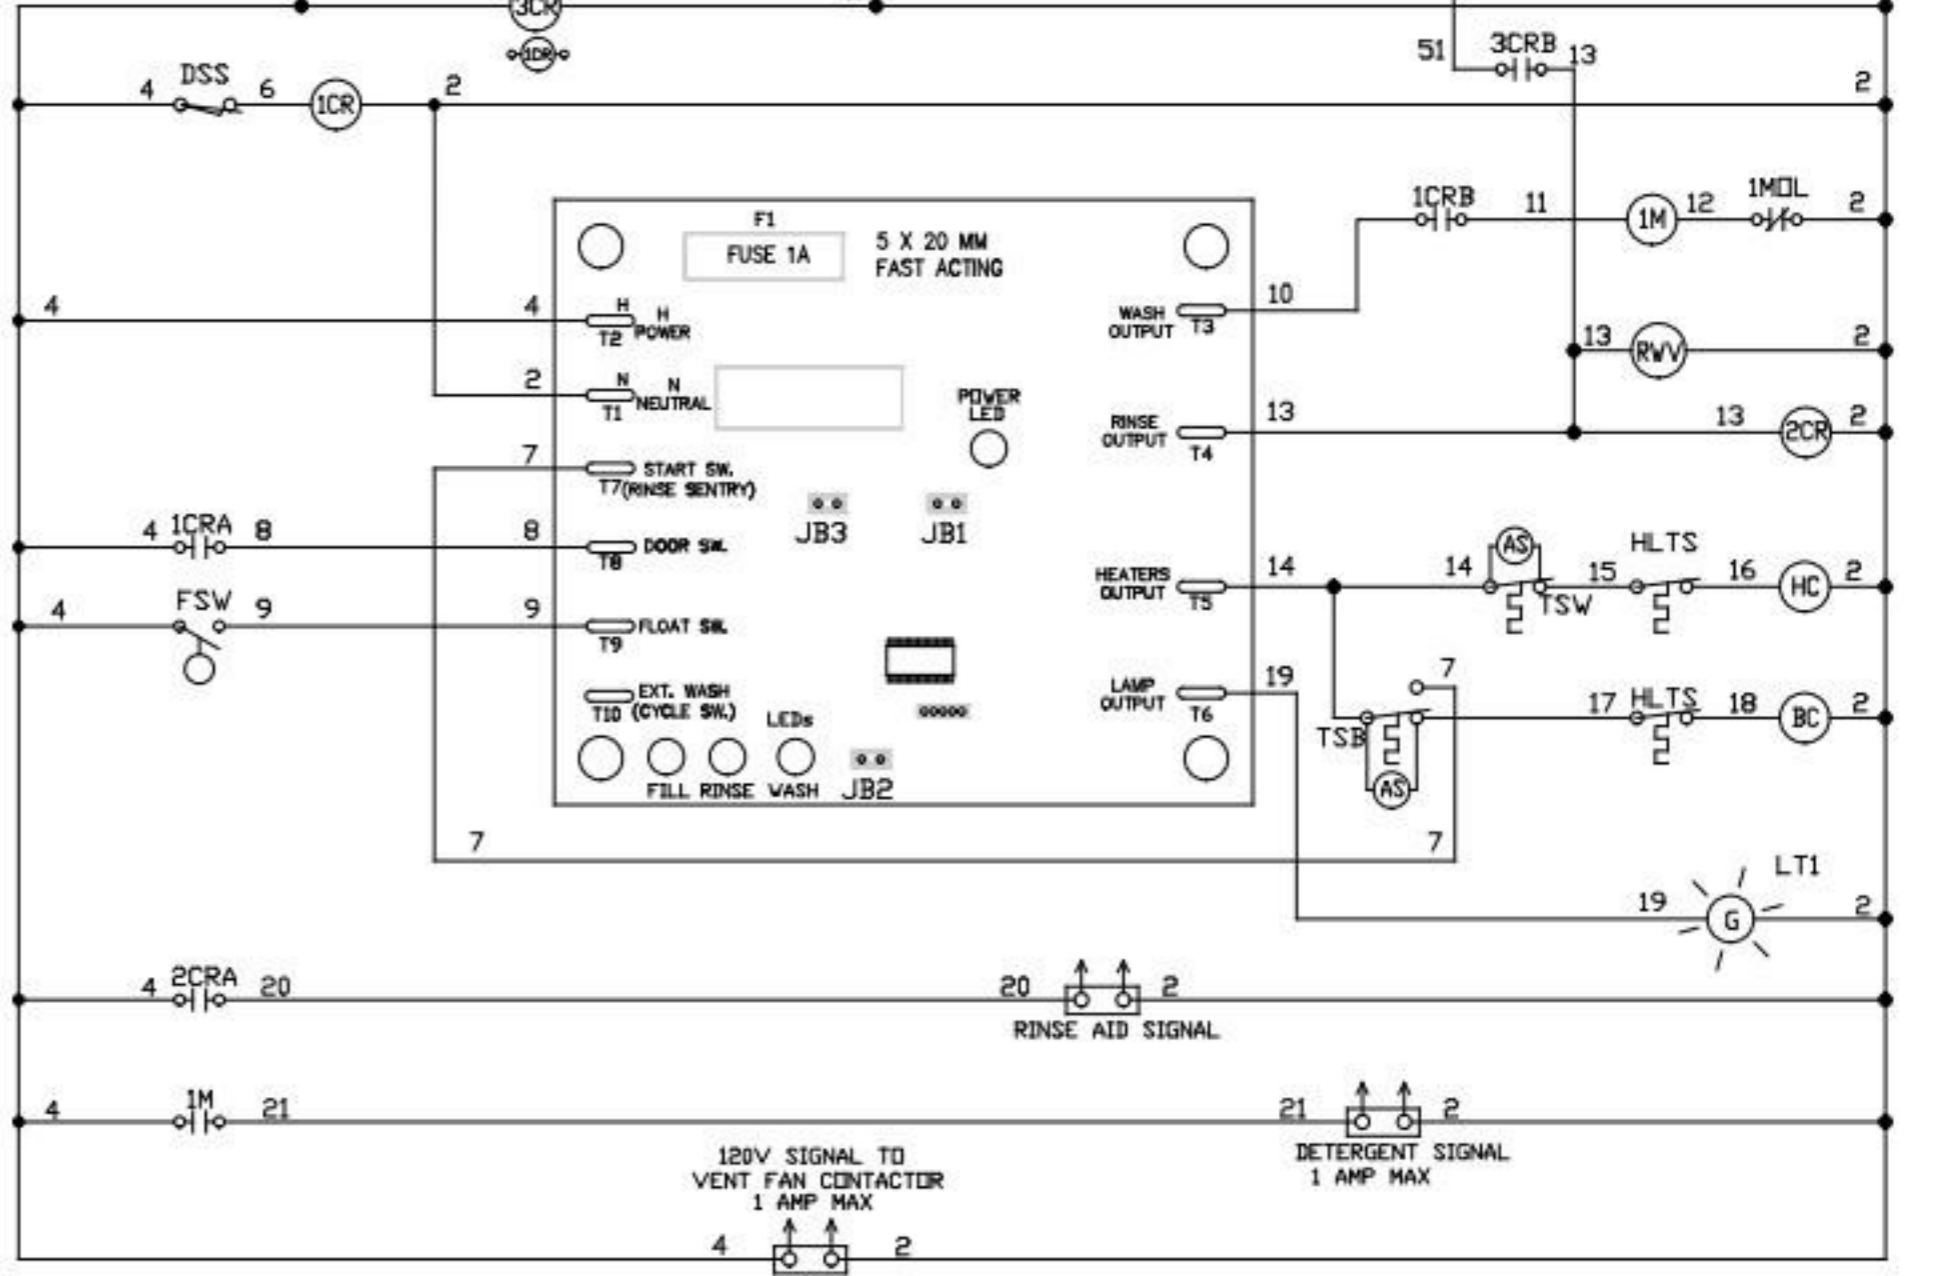 3CR
1CR
51 3CRB 13
DSS
4 6 1CR 2 2
1CRB 11 1M 12 1MOL 2
F1
FUSE 1A
5 X 20 MM
FAST ACTING
4 4 H H
T2 POWER
10
WASH
OUTPUT T3
13 RWV 2
2 N N
T1 NEUTRAL
POWER
LED
RINSE
OUTPUT T4
13 13 2CR 2
7 START SW.
T7 (RINSE SENTRY)
JB3 JB1
4 1CRA 8 8 DOOR SW.
T8
HEATERS
OUTPUT T5
14 14 AS TSW 15 HLTS 16 HC 2
4 FSW 9 9 FLOAT SW.
T9
EXT. WASH
T10 (CYCLE SW.)
LAMP
OUTPUT T6
19
7
TSB AS 17 HLTS 18 BC 2
LEDs
FILL RINSE WASH JB2
7 7
LT1
19 G 2
4 2CRA 20 20 2
RINSE AID SIGNAL
4 1M 21 21 2
DETERGENT SIGNAL
1 AMP MAX
120V SIGNAL TO
VENT FAN CONTACTOR
1 AMP MAX
4 2